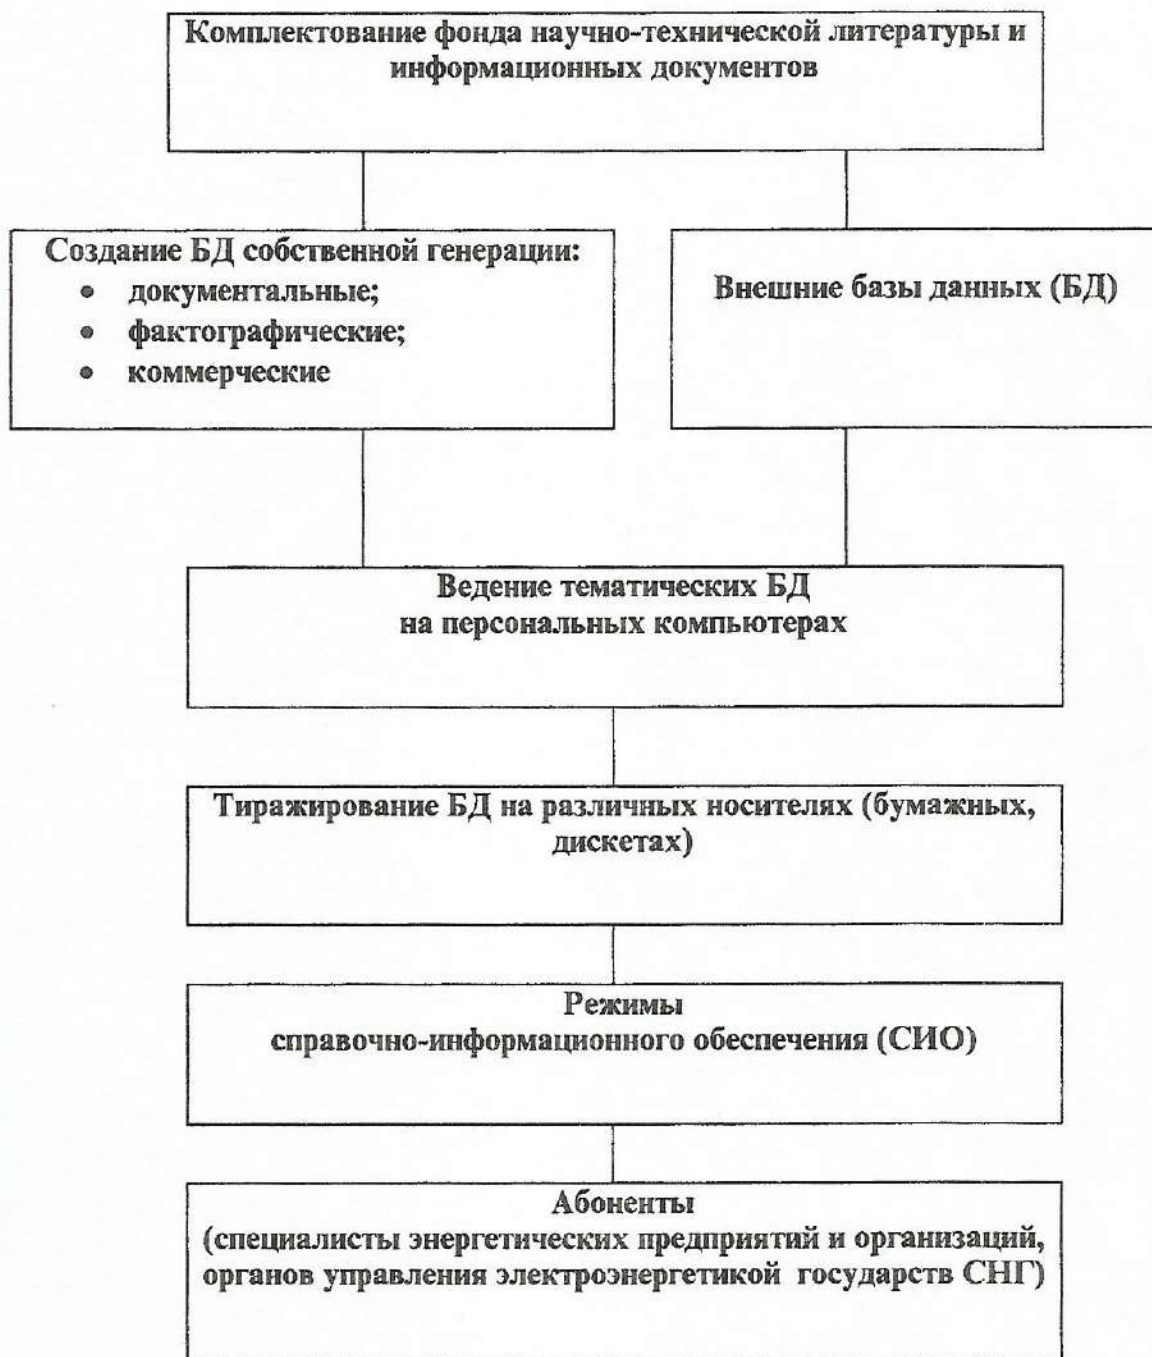 Комплектование фонда научно-технической литературы и
информационных документов
Создание БД собственной генерации:
• документальные;
• фактографические;
• коммерческие
Внешние базы данных (БД)
Ведение тематических БД
на персональных компьютерах
Тиражирование БД на различных носителях (бумажных,
дискетах)
Режимы
справочно-информационного обеспечения (СИО)
Абоненты
(специалисты энергетических предприятий и организаций,
органов управления электроэнергетикой государств СНГ)